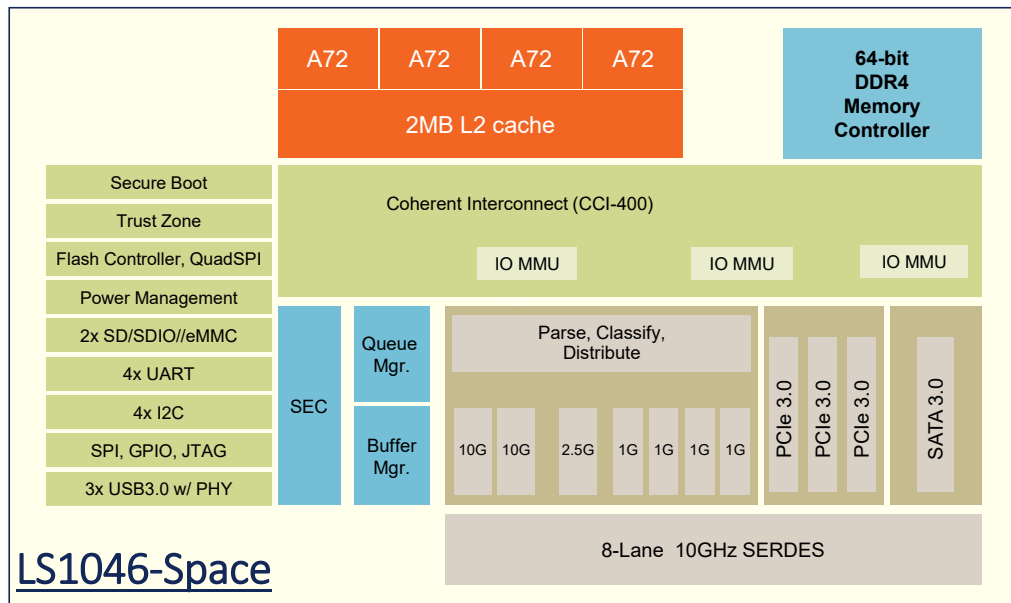 A72
A72
A72
A72
2MB L2 cache
64-bit
DDR4
Memory
Controller
Secure Boot
Trust Zone
Flash Controller, QuadSPI
Power Management
2x SD/SDIO//eMMC
4x UART
4x I2C
SPI, GPIO, JTAG
3x USB3.0 w/ PHY
Coherent Interconnect (CCI-400)
IO MMU
IO MMU
IO MMU
SEC
Queue
Mgr.
Buffer
Mgr.
Parse, Classify,
Distribute
10G
10G
2.5G
1G
1G
1G
1G
PCIe 3.0
PCIe 3.0
PCIe 3.0
SATA 3.0
8-Lane 10GHz SERDES
LS1046-Space